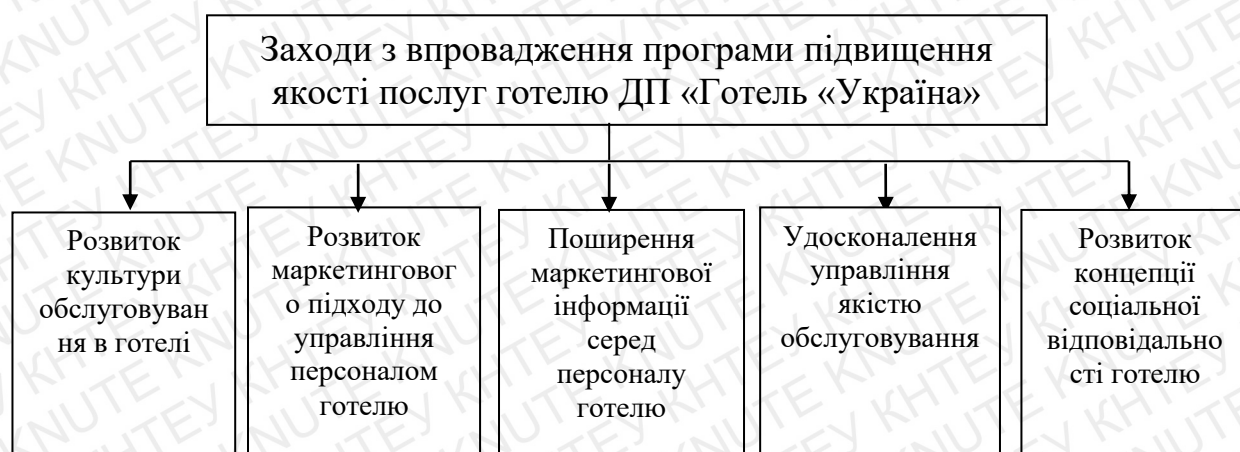 Заходи з впровадження програми підвищення
якості послуг готелю ДП «Готель «Україна»
Розвиток
культури
обслуговуван
ня в готелі
Розвиток
маркетинговог
о підходу до
управління
персоналом
готелю
Поширення
маркетингової
інформації
серед
персоналу
готелю
Удосконалення
управління
якістю
обслуговування
Розвиток
концепції
соціальної
відповідально
сті готелю